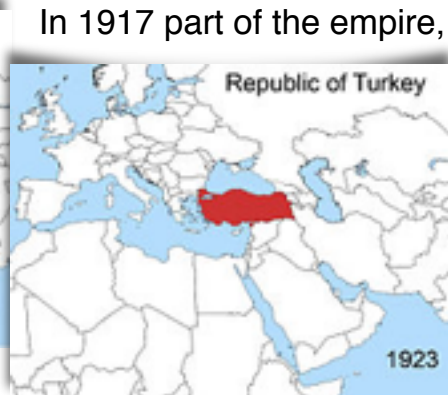 In 1917 part of the empire,
Republic of Turkey
1923